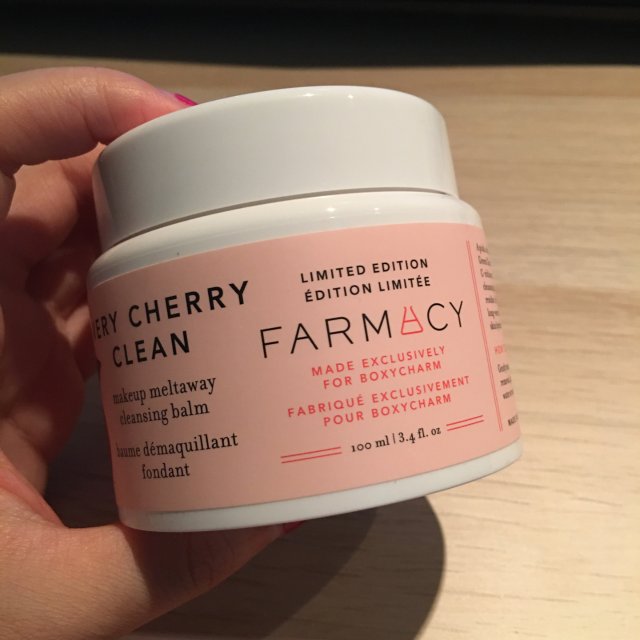 ERY CHERRY
CLEAN
makeup meltaway
cleansing balm
baume démaquillant
fondant
LIMITED EDITION
ÉDITION LIMITÉE
FARMACY
MADE EXCLUSIVELY
FOR BOXYCHARM
FABRIQUÉ EXCLUSIVEMENT
POUR BOXYCHARM
100 ml | 3.4 fl. oz